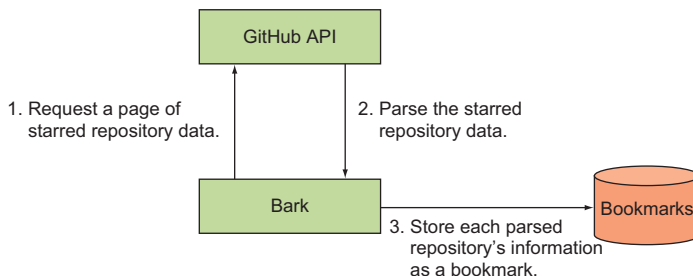 GitHub API
1. Request a page of
starred repository data.
2. Parse the starred
repository data.
Bark
Bookmarks
3. Store each parsed
repository's information
as a bookmark.